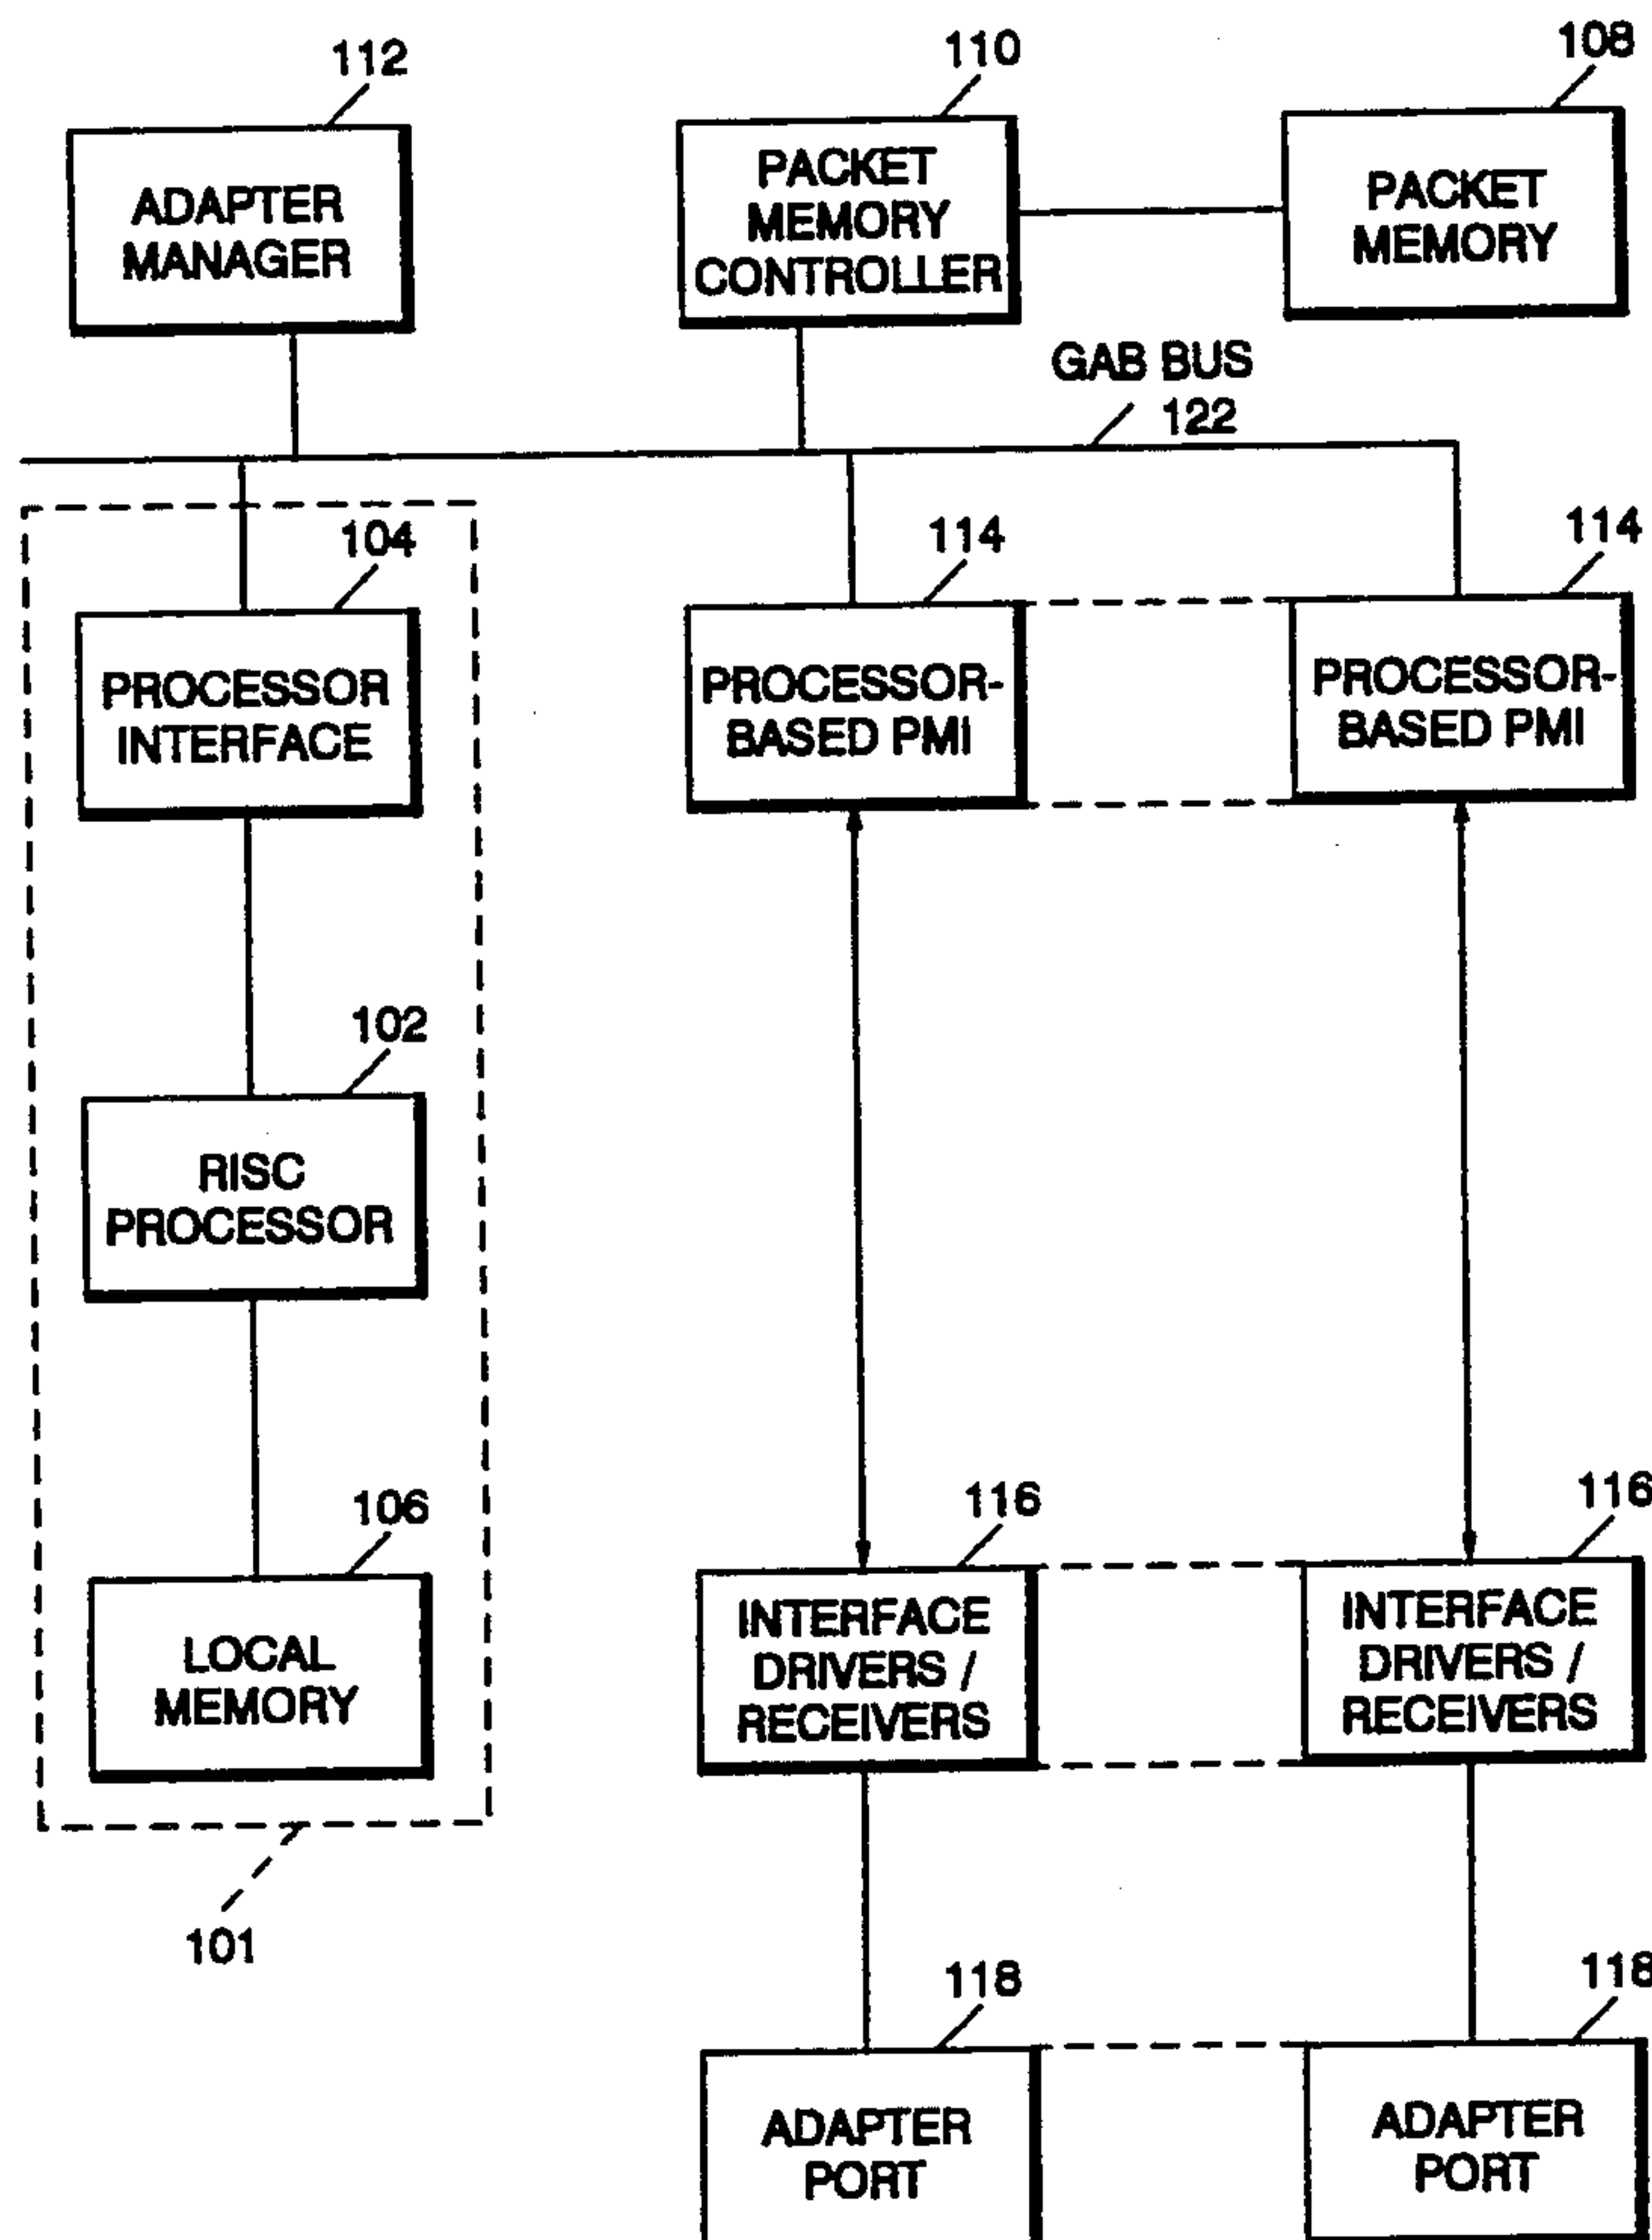 112
ADAPTER
MANAGER
110
PACKET
MEMORY
CONTROLLER
108
PACKET
MEMORY
GAB BUS
122
104
PROCESSOR
INTERFACE
114
PROCESSOR-
BASED PMI
114
PROCESSOR-
BASED PMI
102
RISC
PROCESSOR
106
LOCAL
MEMORY
101
116
INTERFACE
DRIVERS /
RECEIVERS
116
INTERFACE
DRIVERS /
RECEIVERS
118
ADAPTER
PORT
118
ADAPTER
PORT